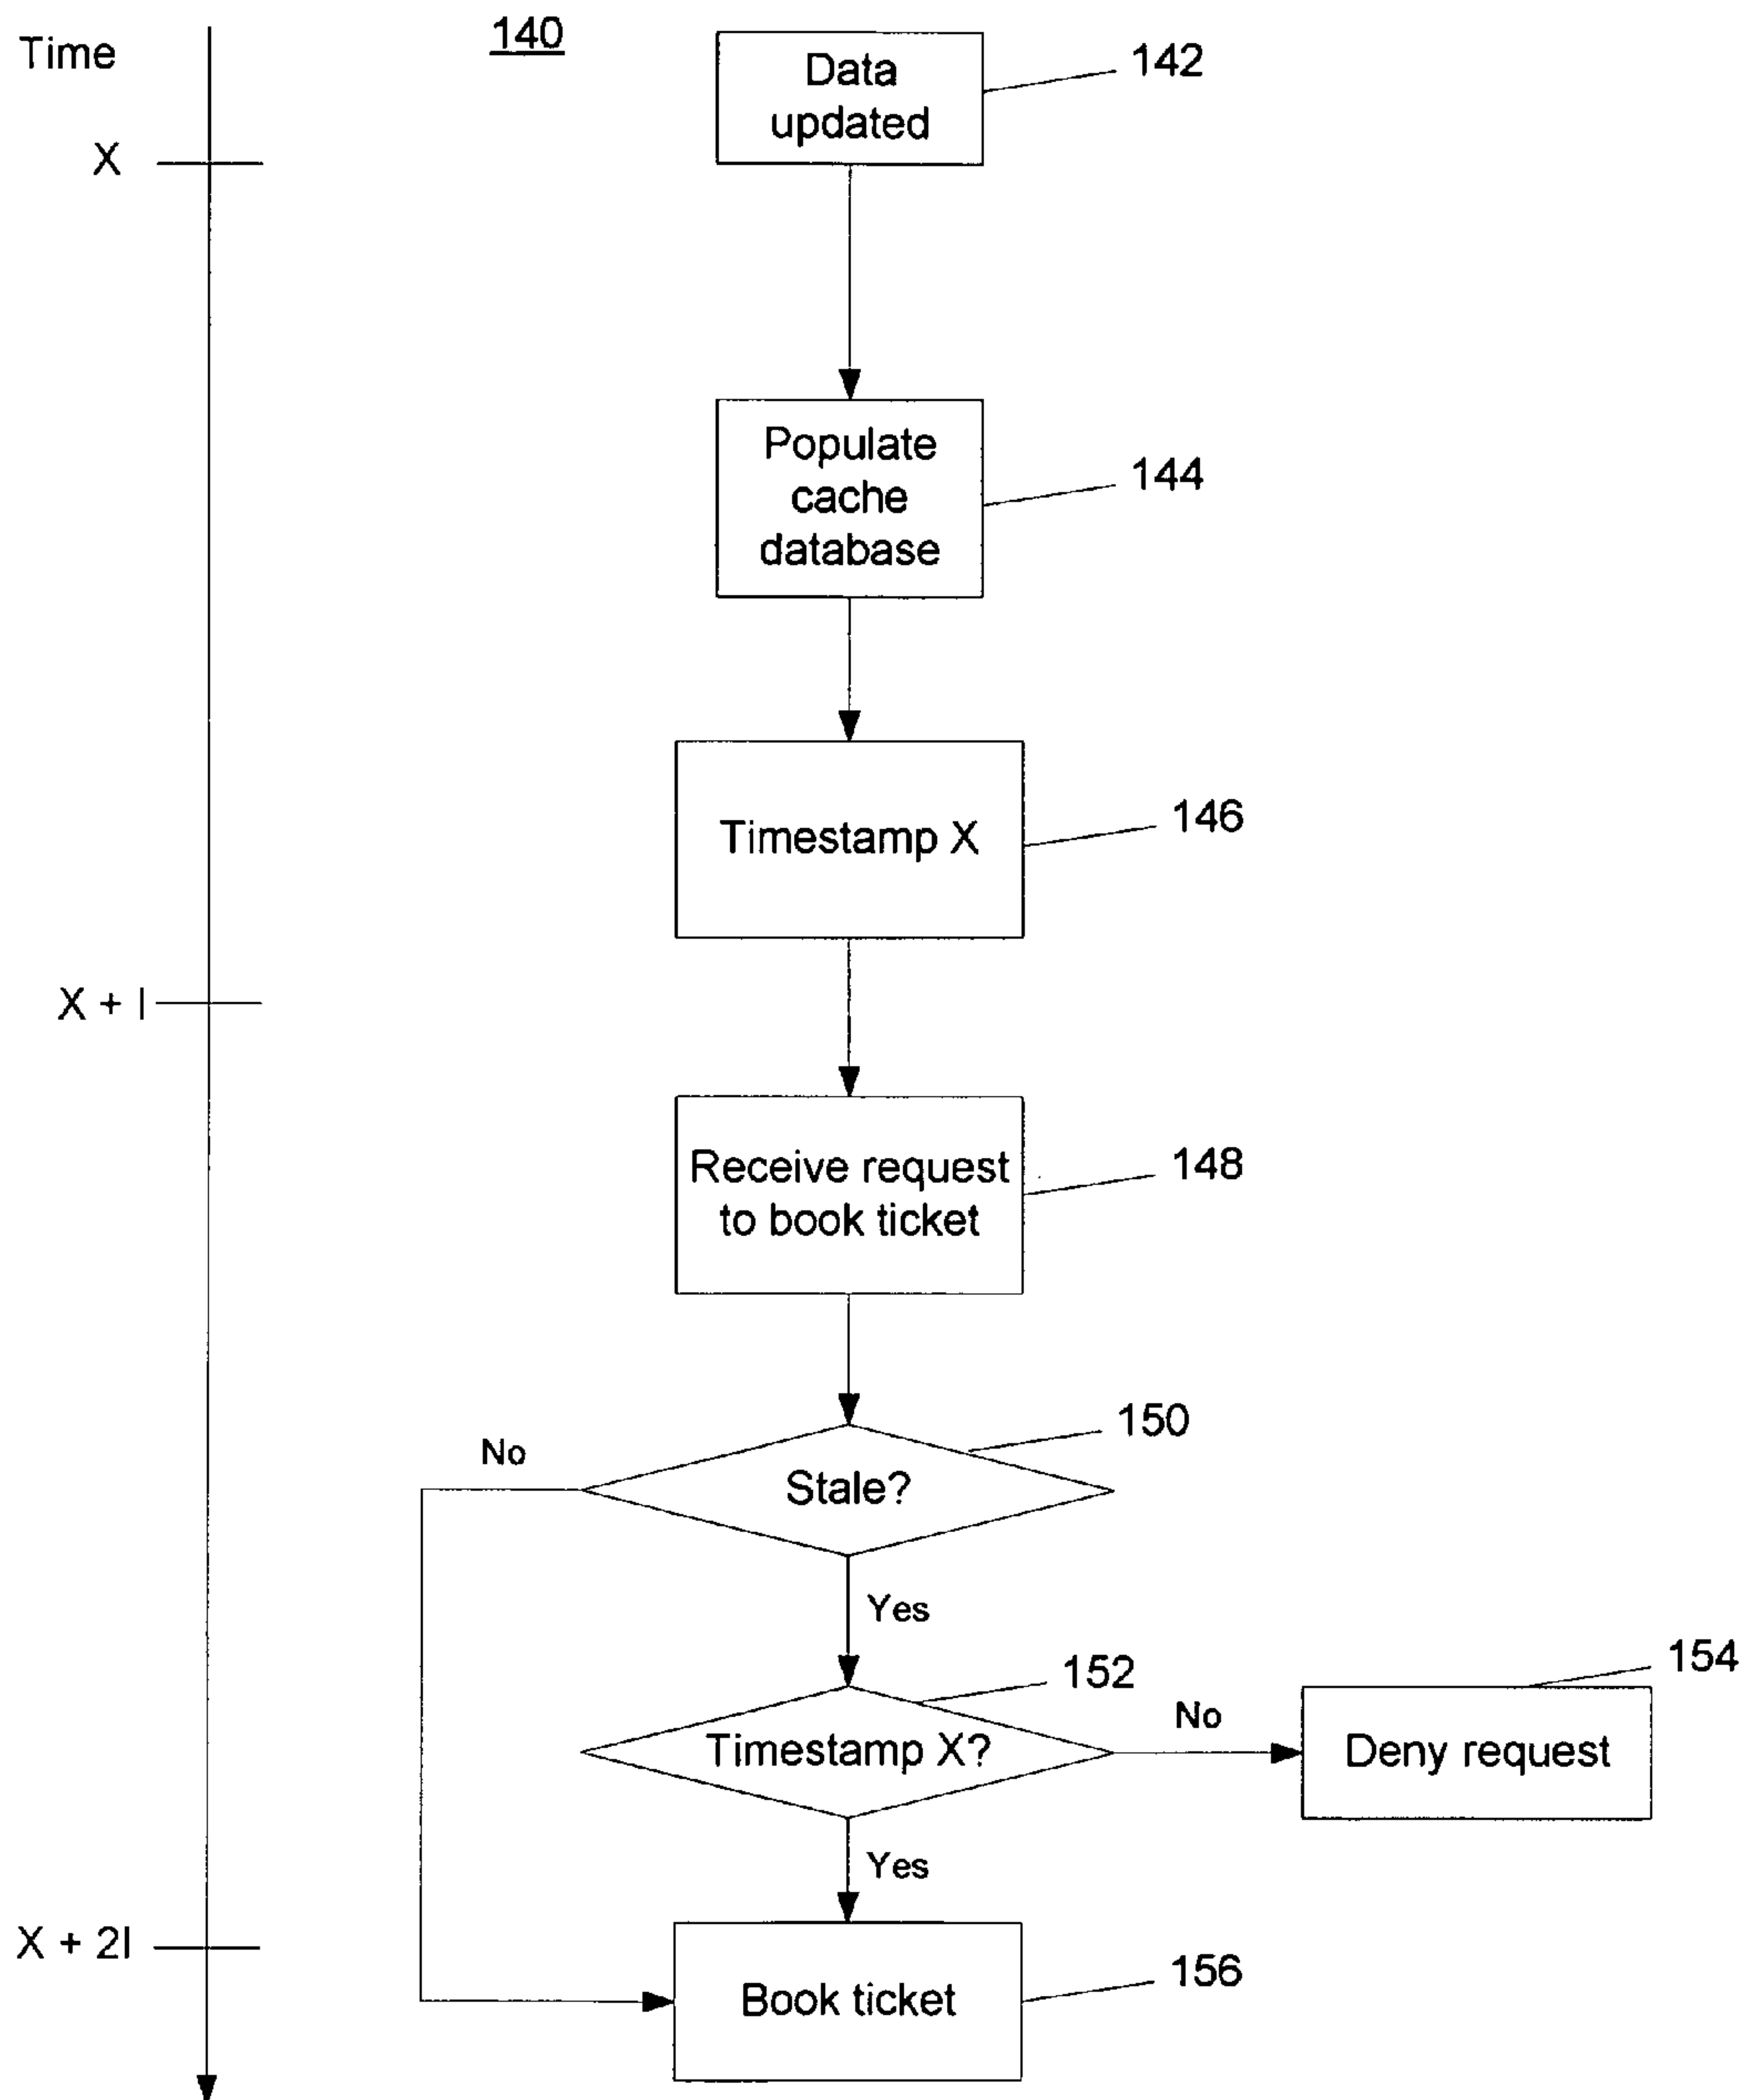 Time
140
Data
updated
142
X
Populate
cache
database
144
Timestamp X
146
X + I
Receive request
to book ticket
148
No
Stale?
150
Yes
Timestamp X?
152
No
Deny request
154
Yes
X + 2I
Book ticket
156